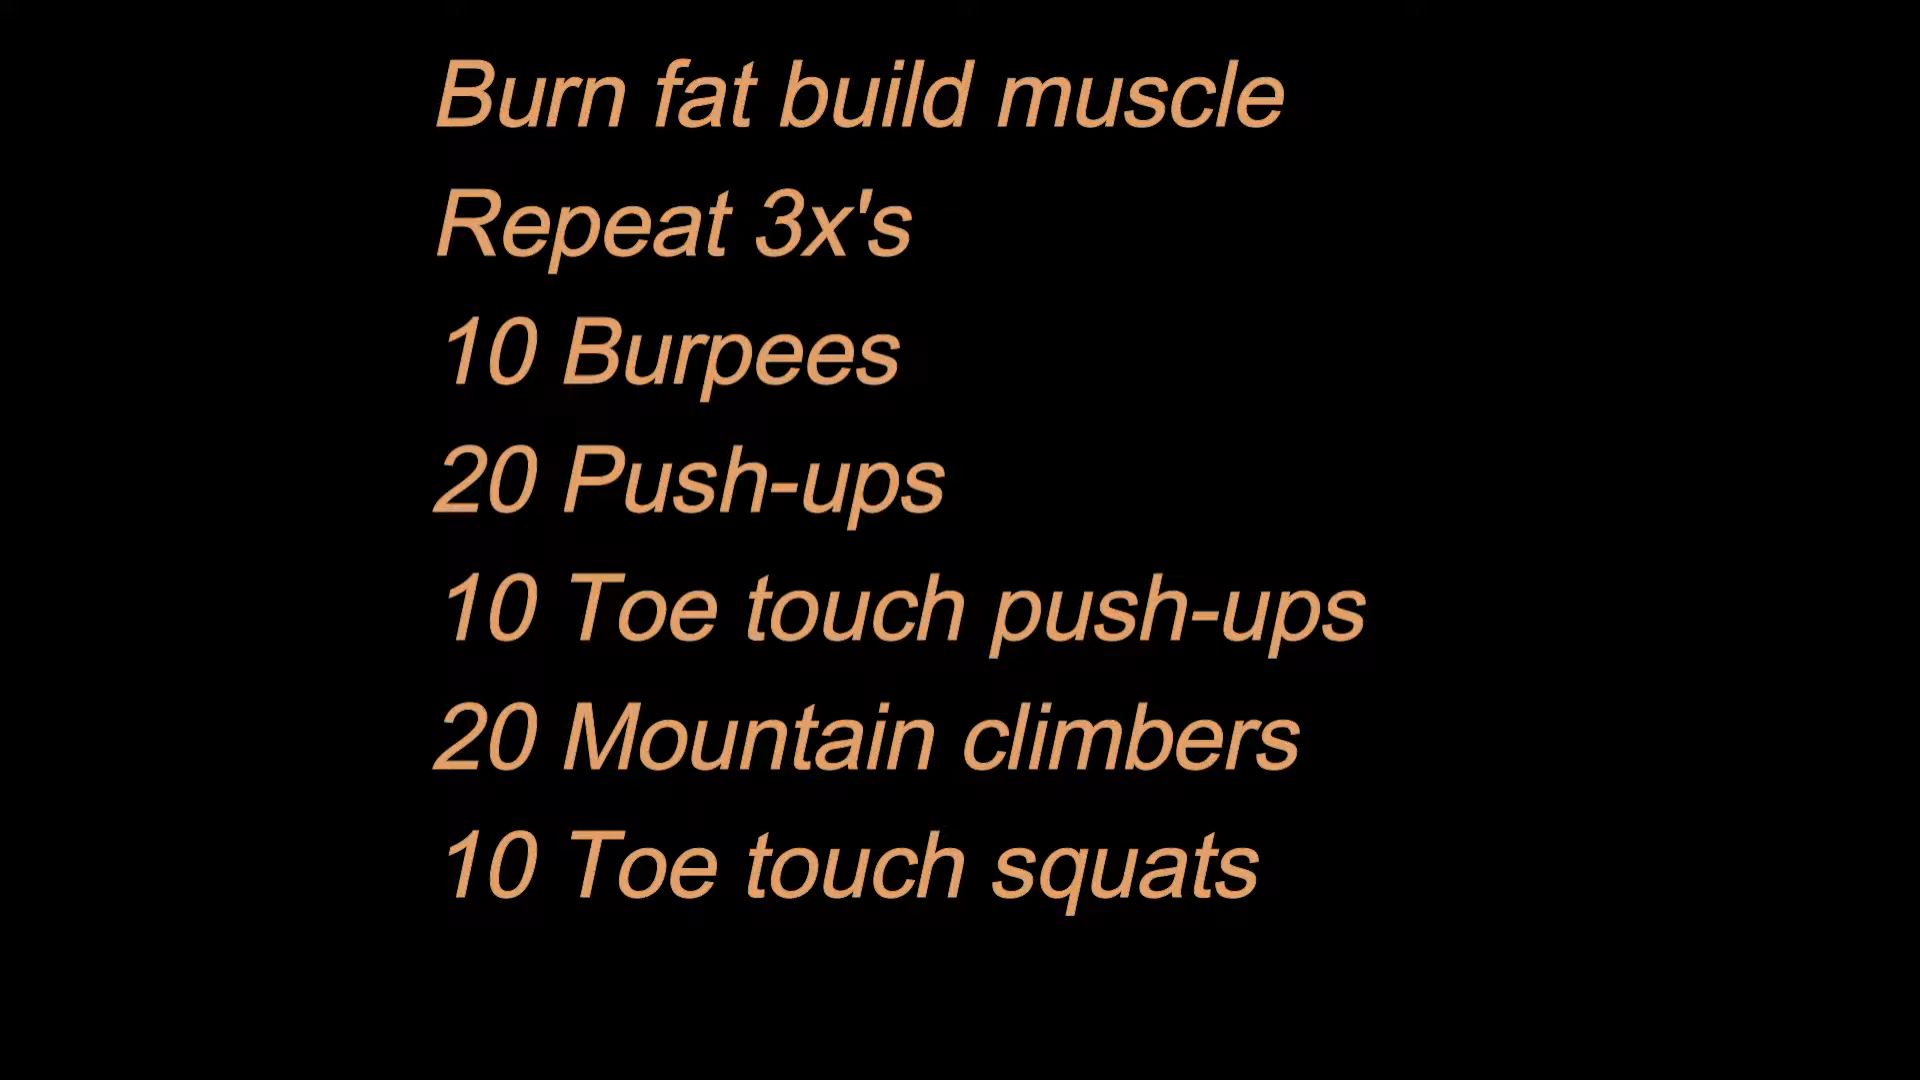 Burn fat build muscle
Repeat 3x's
10 Burpees
20 Push-ups
10 Toe touch push-ups
20 Mountain climbers
10 Toe touch squats